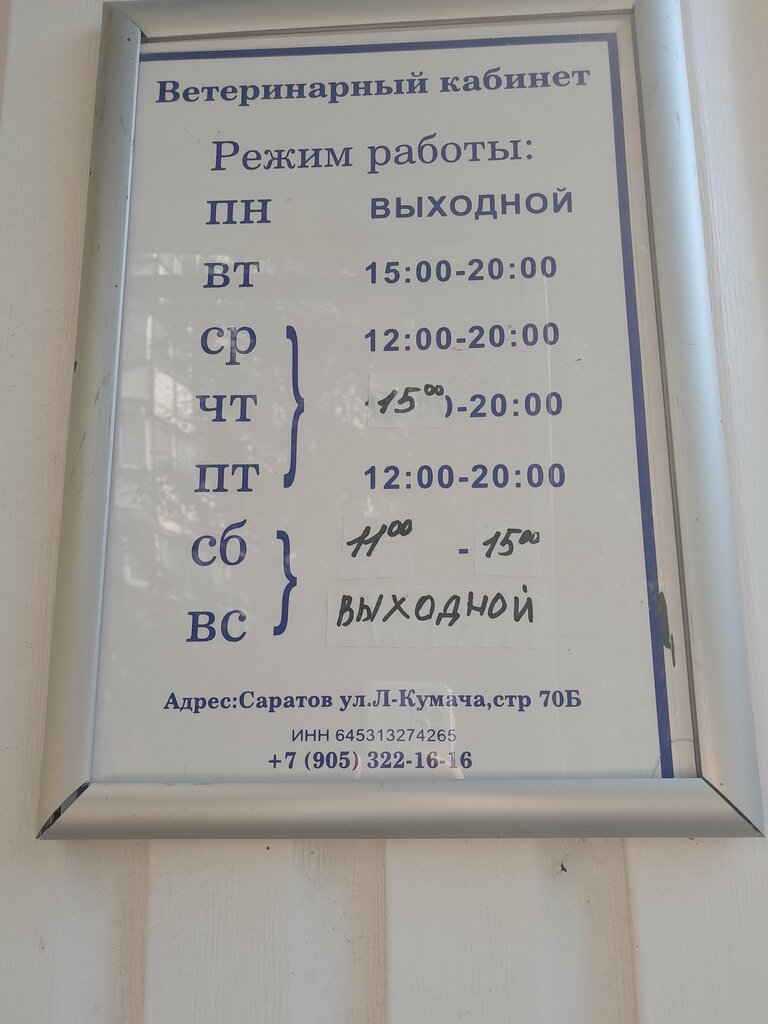 Ветеринарный кабинет
Режим работы:
пн выходной
вт 15:00-20:00
ср 12:00-20:00
чт 15⁰⁰-20:00
пт 12:00-20:00
сб 11⁰⁰ - 15⁰⁰
вс выходной
Адрес:Саратов ул.Л-Кумача,стр 70Б
ИНН 645313274265
+7 (905) 322-16-16